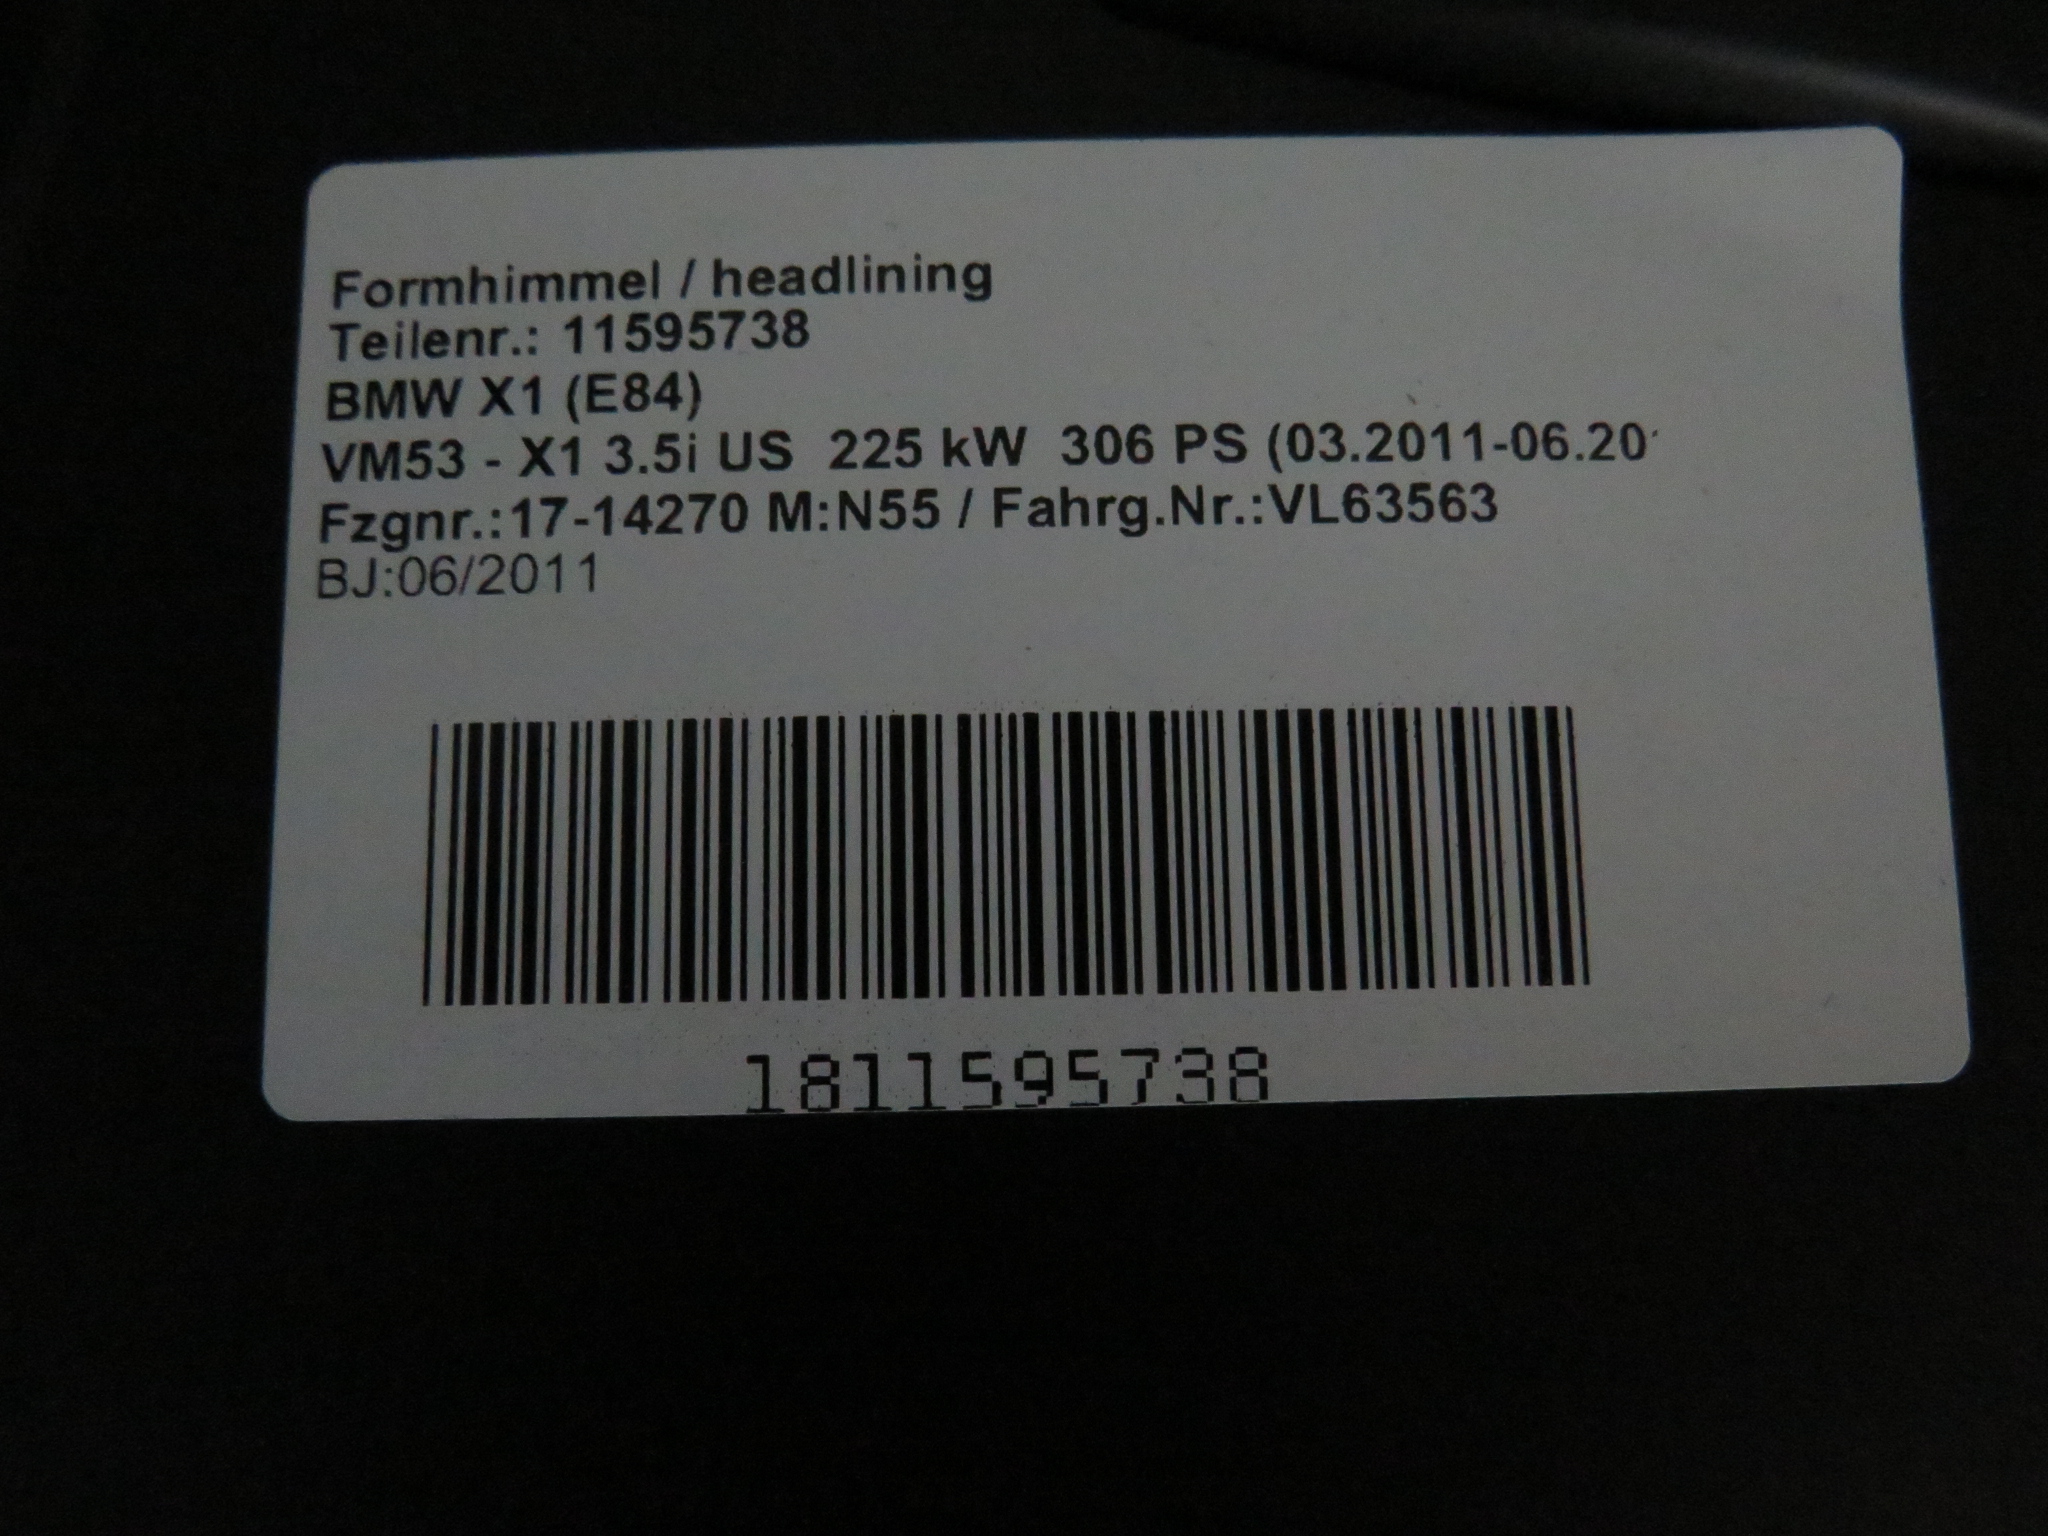 Formhimmel / headlining
Teilenr.: 11595738
BMW X1 (E84)
VM53 - X1 3.5i US 225 kW 306 PS (03.2011-06.20
Fzgnr.:17-14270 M:N55 / Fahrg.Nr.:VL63563
BJ:06/2011
1811595738